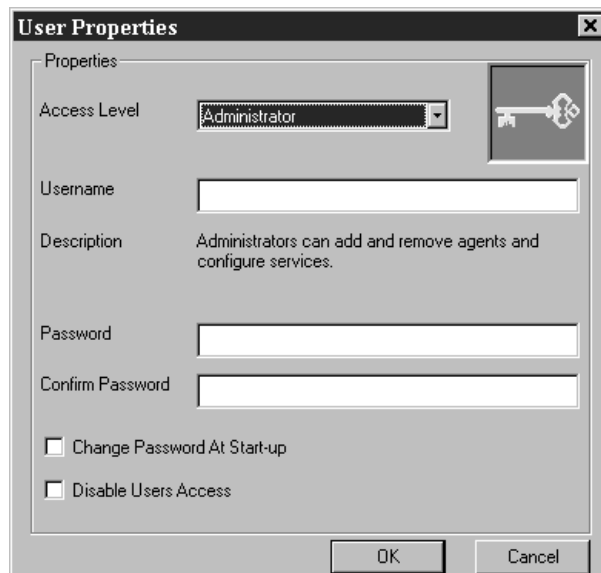 User Properties
Properties
Access Level
Administrator
Username
Description
Administrators can add and remove agents and
configure services.
Password
Confirm Password
Change Password At Start-up
Disable Users Access
OK
Cancel